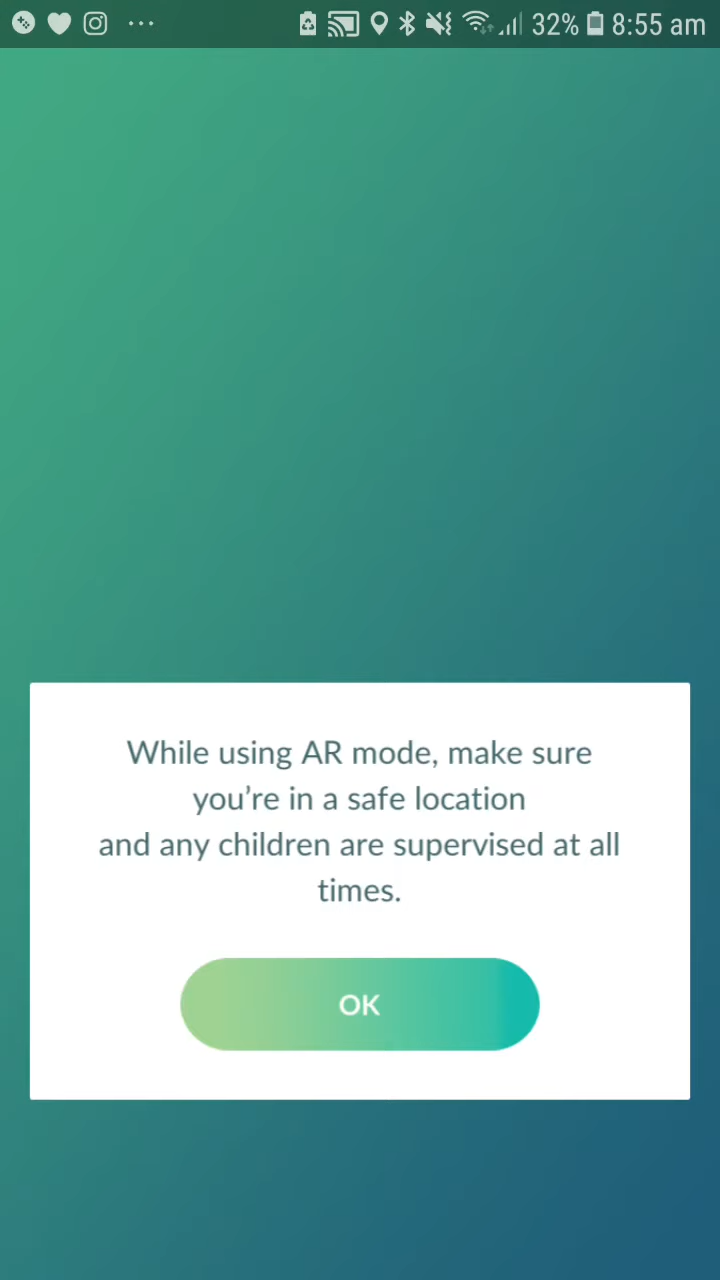 32% 8:55 am
While using AR mode, make sure
you're in a safe location
and any children are supervised at all
times.
OK